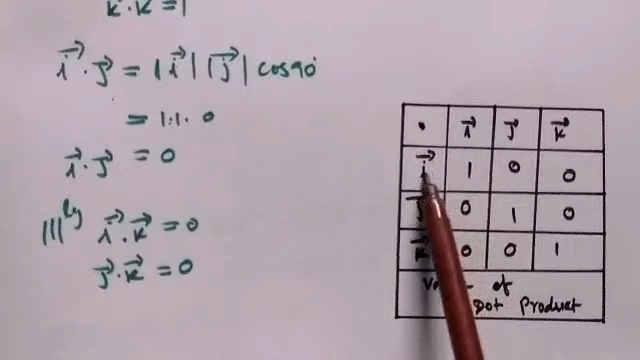 k⃗.k⃗ = 1
i⃗.j⃗ = |i⃗| |j⃗| cos90°
= 1.1. 0
i⃗.j⃗ = 0
|||ly i⃗.k⃗ = 0
j⃗.k⃗ = 0
. i⃗ j⃗ k⃗
i⃗ 1 0 0
j⃗ 0 1 0
k⃗ 0 0 1
of
Dot Product